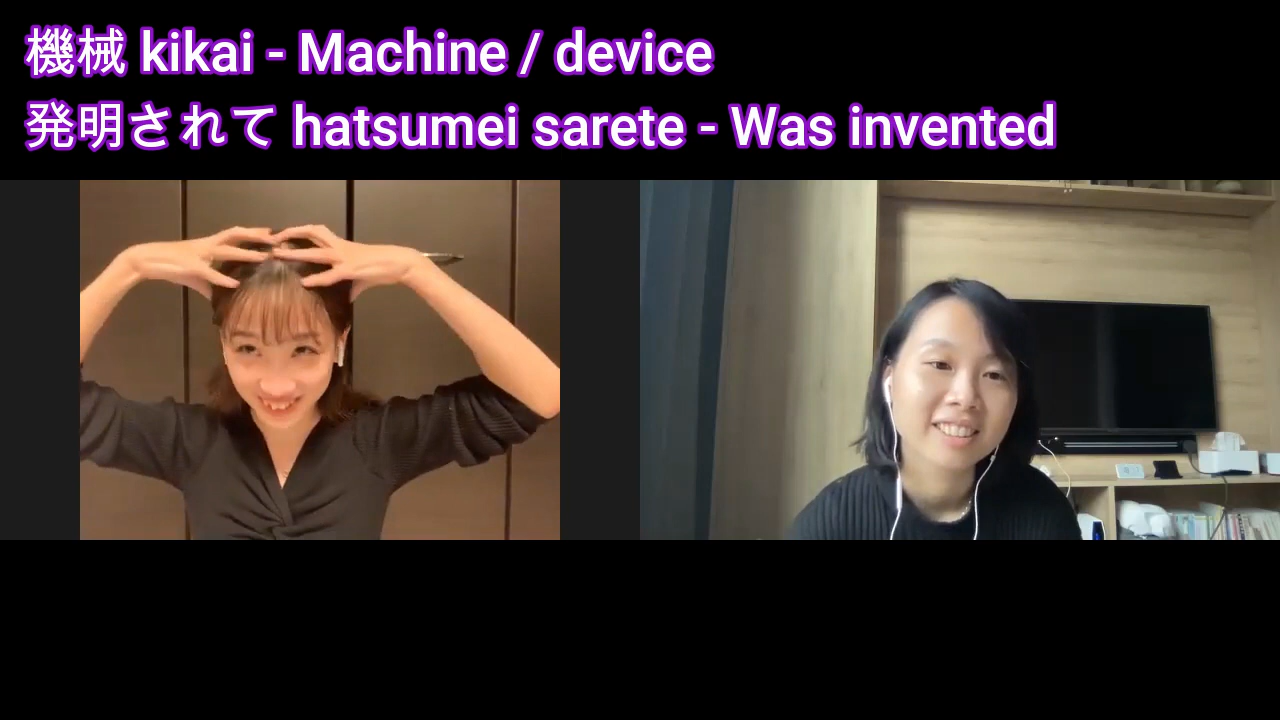 機械 kikai - Machine / device
発明されて hatsumei sarete - Was invented